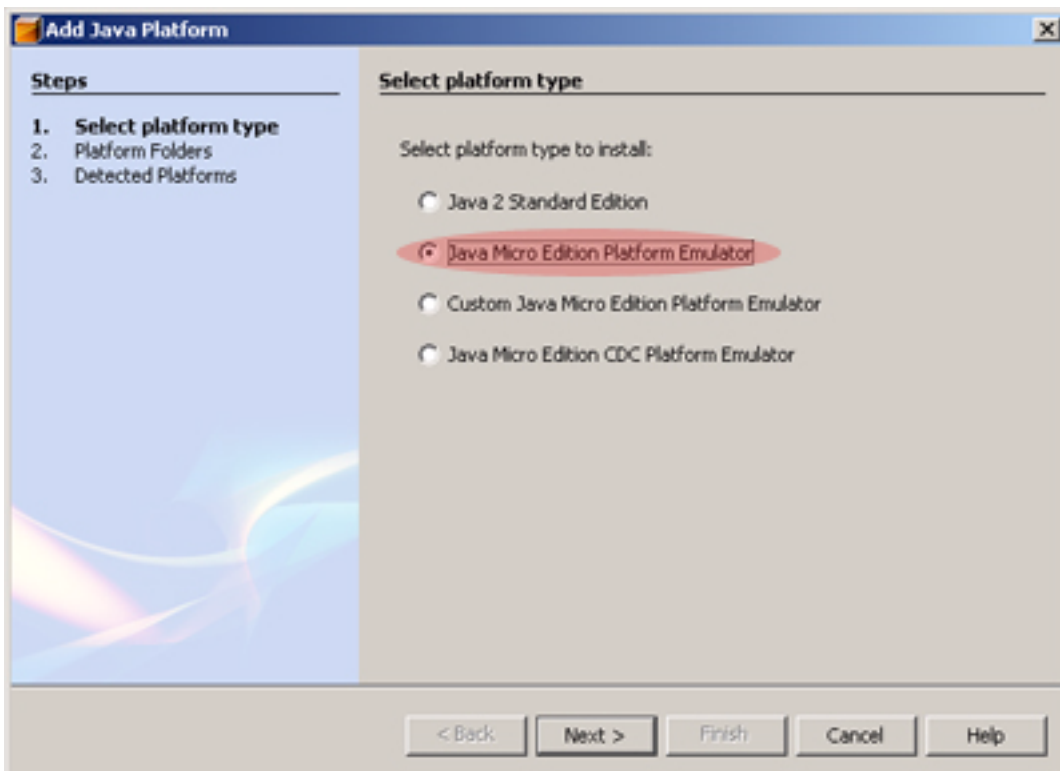 Add Java Platform
Steps
1. Select platform type
2. Platform Folders
3. Detected Platforms
Select platform type
Select platform type to install:
Java 2 Standard Edition
Java Micro Edition Platform Emulator
Custom Java Micro Edition Platform Emulator
Java Micro Edition CDC Platform Emulator
< Back Next > Finish Cancel Help